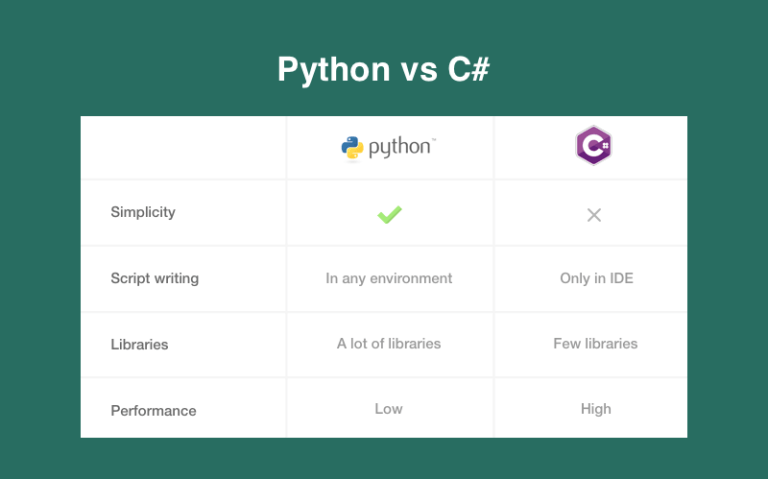 Python vs C#
python™
C#
Simplicity
Script writing In any environment Only in IDE
Libraries A lot of libraries Few libraries
Performance Low High